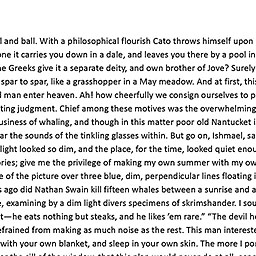 l and ball. With a philosophical flourish Cato throws himself upon
one it carries you down in a dale, and leaves you there by a pool in
he Greeks give it a separate deity, and own brother of Jove? Surely
spar to spar, like a grasshopper in a May meadow. And at first, this
d man enter heaven. Ah! how cheerfully we consign ourselves to p
ting judgment. Chief among these motives was the overwhelming
usiness of whaling, and though in this matter poor old Nantucket i
ar the sounds of the tinkling glasses within. But go on, Ishmael, sa
light looked so dim, and the place, for the time, looked quiet enou
ories; give me the privilege of making my own summer with my ow
e of the picture over three blue, dim, perpendicular lines floating i
s ago did Nathan Swain kill fifteen whales between a sunrise and a
e, examining by a dim light divers specimens of skrimshander. I sou
t—he eats nothing but steaks, and he likes ’em rare.” “The devil he
efrained from making as much noise as the rest. This man intereste
with your own blanket, and sleep in your own skin. The more I pon